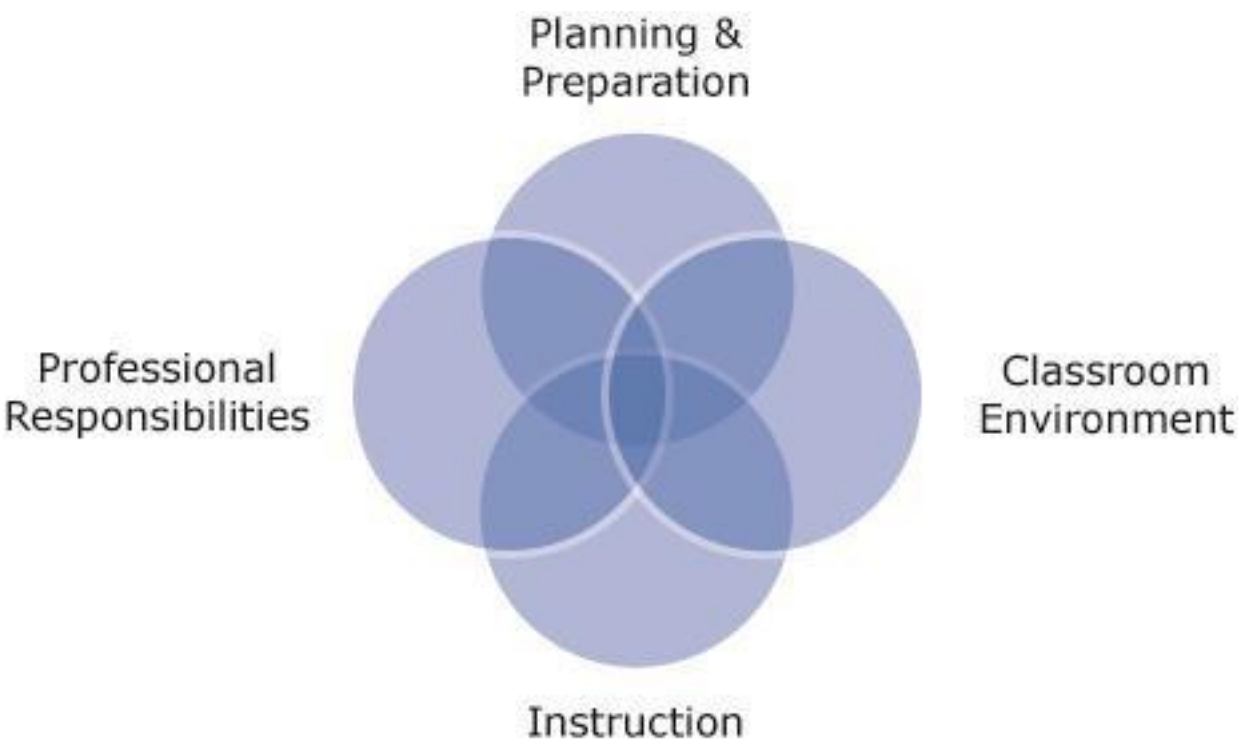 Planning &
Preparation
Professional
Responsibilities
Classroom
Environment
Instruction